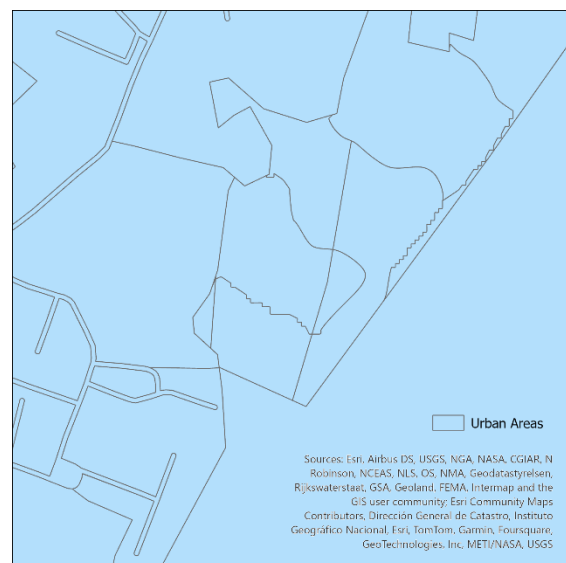 Urban Areas
Sources: Esri, Airbus DS, USGS, NGA, NASA, CGIAR, N
Robinson, NCEAS, NLS, OS, NMA, Geodatastyrelsen,
Rijkswaterstaat, GSA, Geoland, FEMA, Intermap and the
GIS user community; Esri Community Maps
Contributors, Dirección General de Catastro, Instituto
Geográfico Nacional, Esri, TomTom, Garmin, Foursquare,
GeoTechnologies, Inc, METI/NASA, USGS